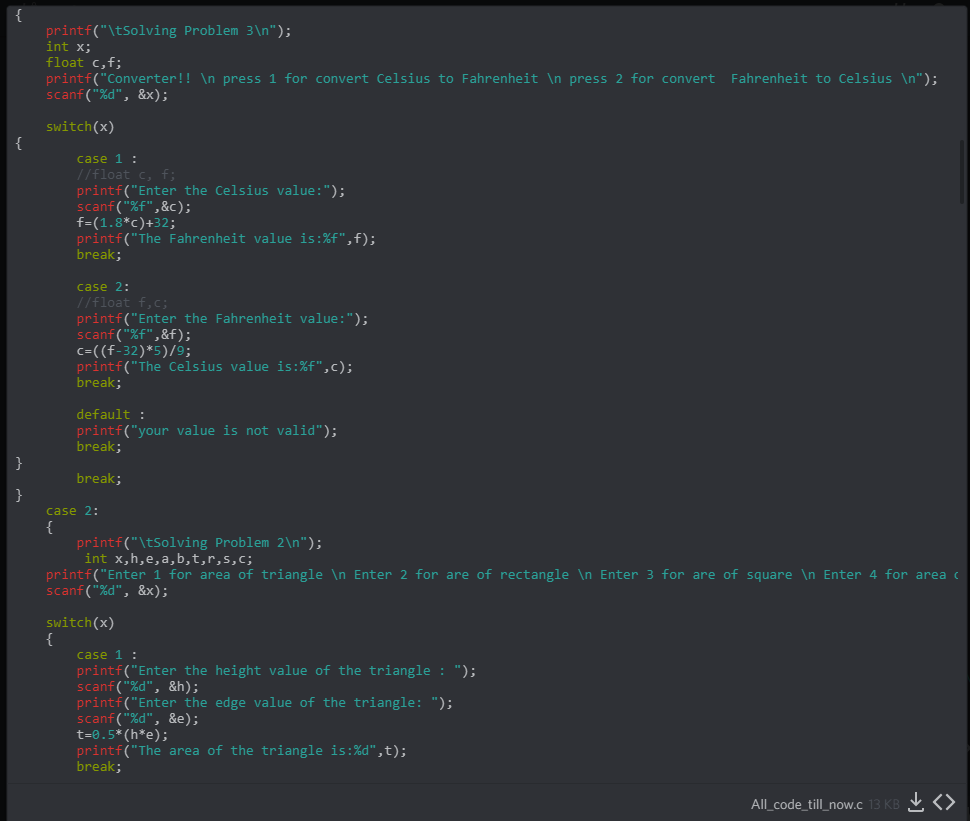 {
    printf("\tSolving Problem 3\n");
    int x;
    float c,f;
    printf("Converter!! \n press 1 for convert Celsius to Fahrenheit \n press 2 for convert  Fahrenheit to Celsius \n");
    scanf("%d", &x);
    switch(x)
{
        case 1 :
        //float c, f;
        printf("Enter the Celsius value:");
        scanf("%f",&c);
        f=(1.8*c)+32;
        printf("The Fahrenheit value is:%f",f);
        break;
        case 2:
        //float f,c;
        printf("Enter the Fahrenheit value:");
        scanf("%f",&f);
        c=((f-32)*5)/9;
        printf("The Celsius value is:%f",c);
        break;
        default :
        printf("your value is not valid");
        break;
}
        break;
}
    case 2:
    {
        printf("\tSolving Problem 2\n");
         int x,h,e,a,b,t,r,s,c;
    printf("Enter 1 for area of triangle \n Enter 2 for are of rectangle \n Enter 3 for are of square \n Enter 4 for area
    scanf("%d", &x);
    switch(x)
    {
        case 1 :
        printf("Enter the height value of the triangle : ");
        scanf("%d", &h);
        printf("Enter the edge value of the triangle: ");
        scanf("%d", &e);
        t=0.5*(h*e);
        printf("The area of the triangle is:%d",t);
        break;
All_code_till_now.c 13 KB